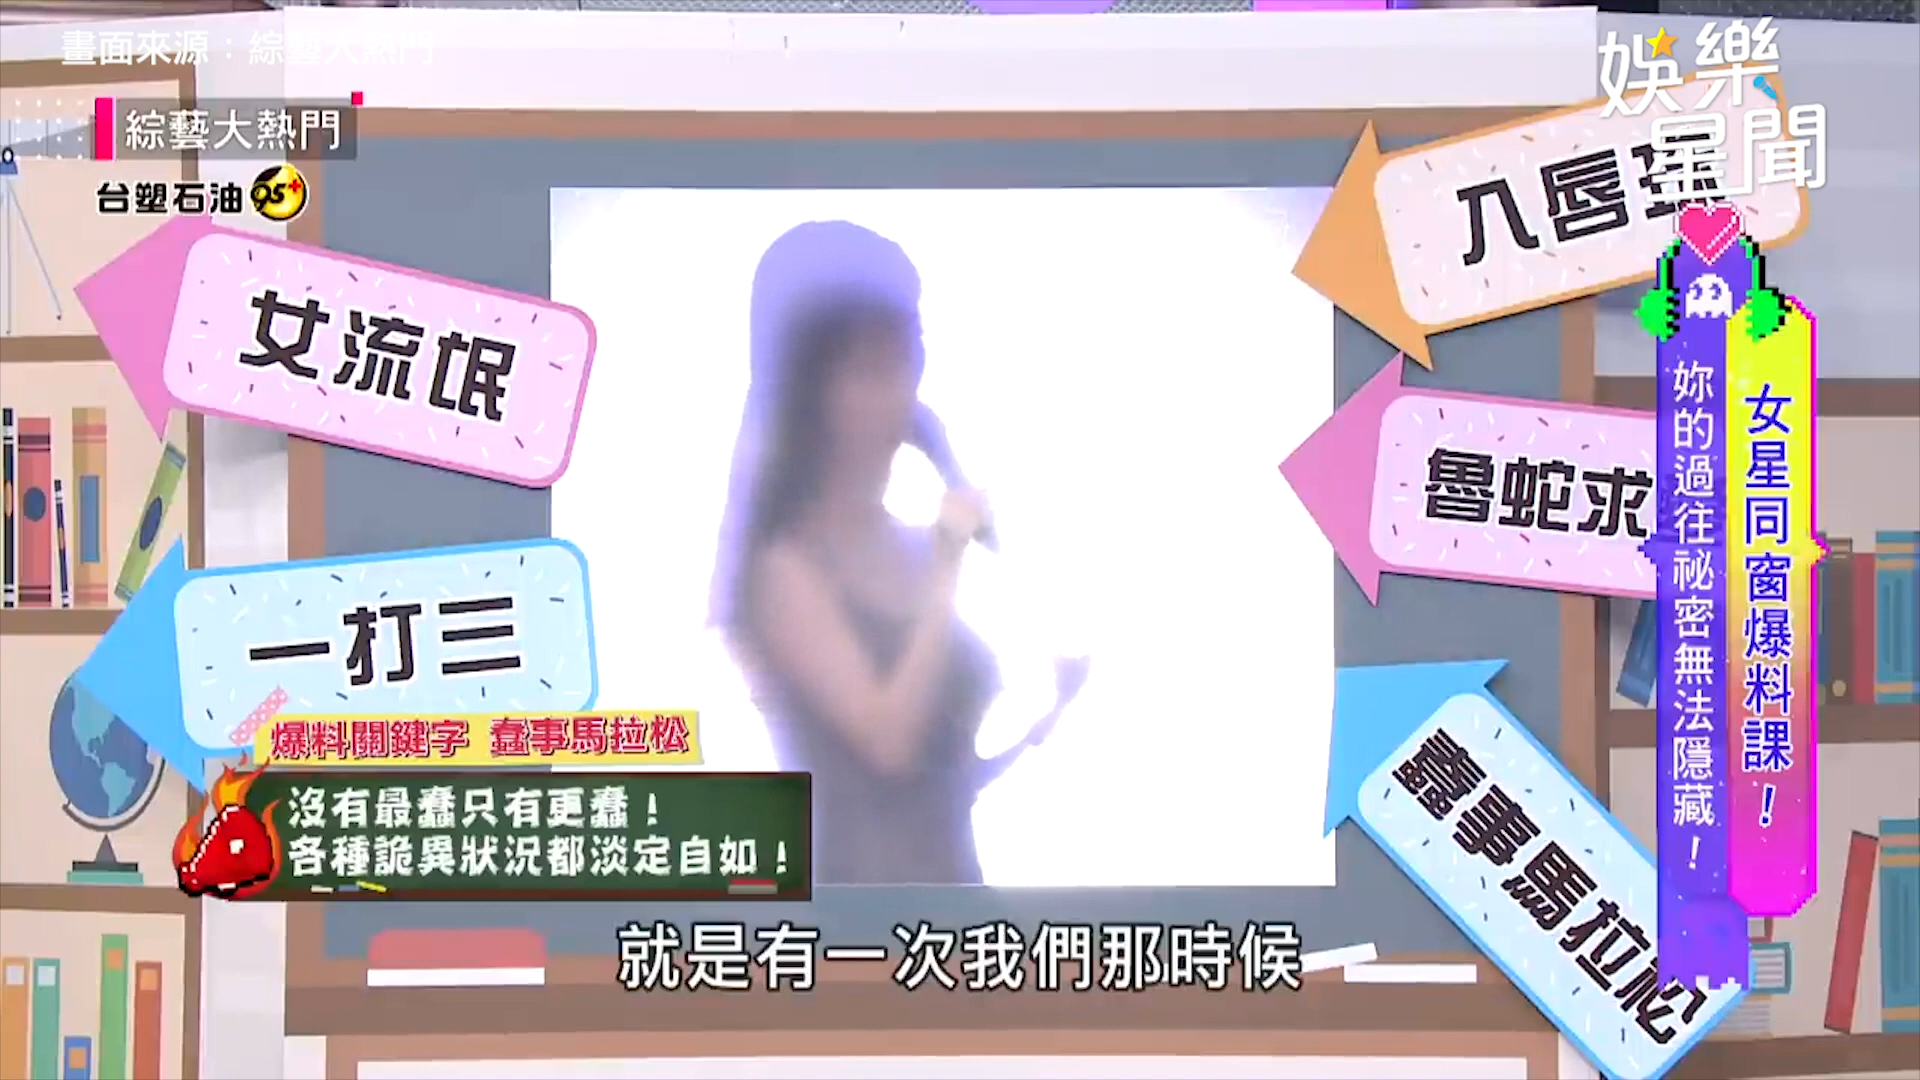 畫面來源：綜藝大熱門
綜藝大熱門
台塑石油 95+
娛樂
星聞
女流氓
一打三
八唇
魯蛇求
蠢事馬拉松
妳的過往祕密無法隱藏！
女星同窗爆料課！
爆料關鍵字 蠢事馬拉松
沒有最蠢只有更蠢！
各種詭異狀況都淡定自如！
就是有一次我們那時候